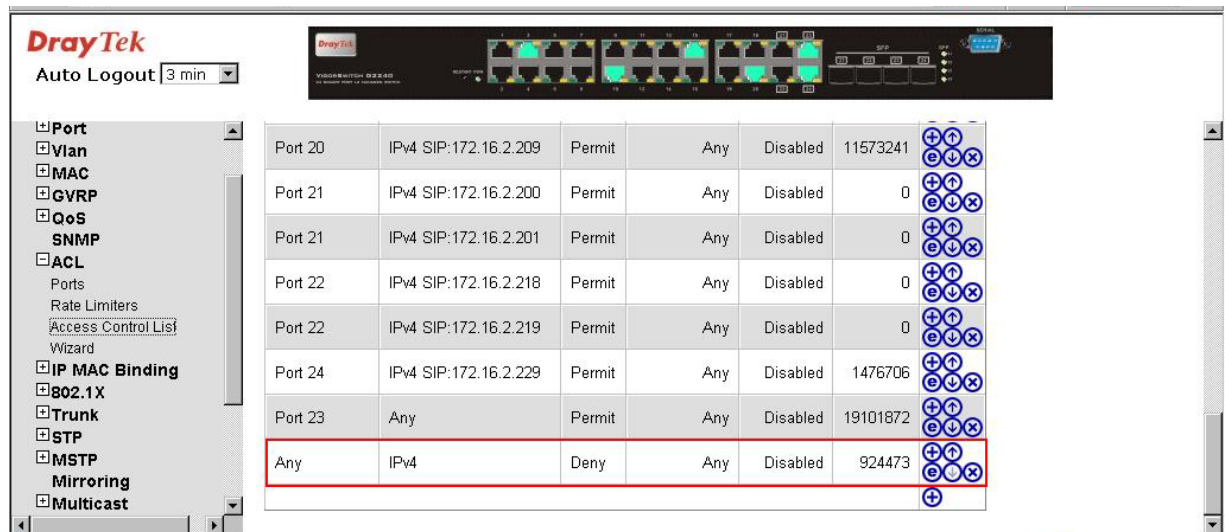 DrayTek
Auto Logout 3 min
DrayTek
VIGORSWITCH G2240
SFP
SERIAL
Port
Vlan
MAC
GVRP
QoS
SNMP
ACL
Ports
Rate Limiters
Access Control List
Wizard
IP MAC Binding
802.1X
Trunk
STP
MSTP
Mirroring
Multicast
Port 20 IPv4 SIP:172.16.2.209 Permit Any Disabled 11573241
Port 21 IPv4 SIP:172.16.2.200 Permit Any Disabled 0
Port 21 IPv4 SIP:172.16.2.201 Permit Any Disabled 0
Port 22 IPv4 SIP:172.16.2.218 Permit Any Disabled 0
Port 22 IPv4 SIP:172.16.2.219 Permit Any Disabled 0
Port 24 IPv4 SIP:172.16.2.229 Permit Any Disabled 1476706
Port 23 Any Permit Any Disabled 19101872
Any IPv4 Deny Any Disabled 924473